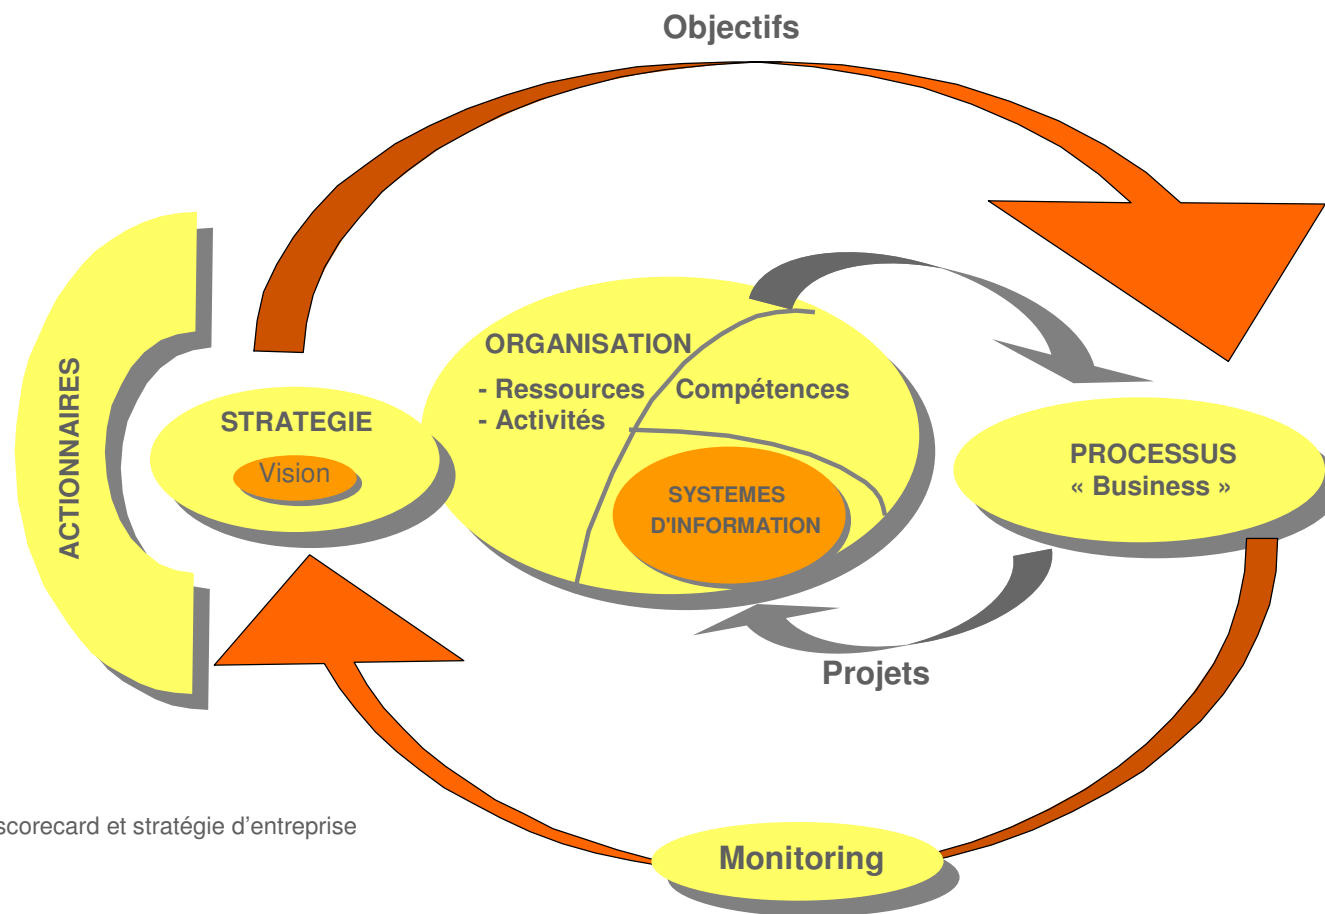 Objectifs
ACTIONNAIRES
STRATEGIE
Vision
ORGANISATION
- Ressources
- Activités
Compétences
SYSTEMES
D'INFORMATION
PROCESSUS
« Business »
Projets
Monitoring
scorecard et stratégie d’entreprise